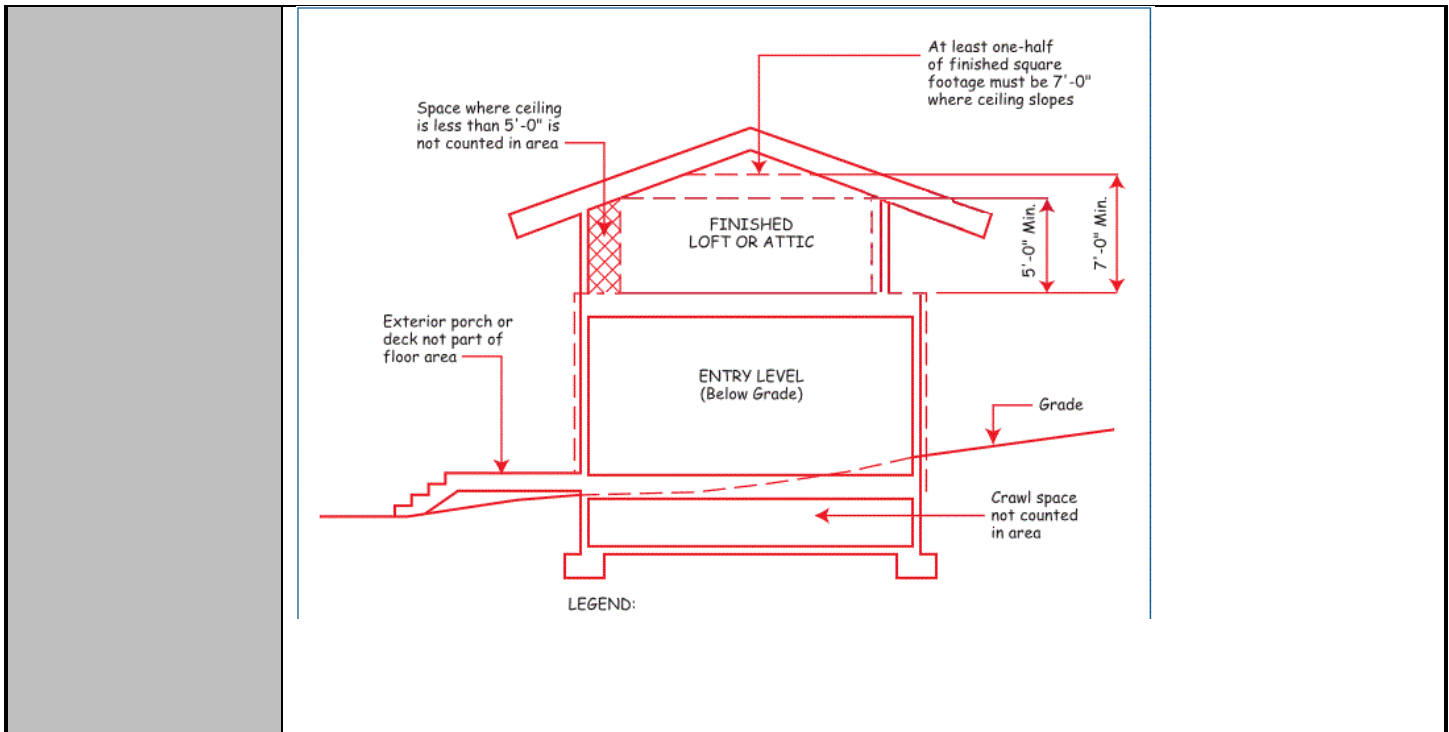 At least one-half
of finished square
footage must be 7'-0"
where ceiling slopes
Space where ceiling
is less than 5'-0" is
not counted in area
FINISHED
LOFT OR ATTIC
5'-0" Min.
7'-0" Min.
Exterior porch or
deck not part of
floor area
ENTRY LEVEL
(Below Grade)
Grade
Crawl space
not counted
in area
LEGEND: